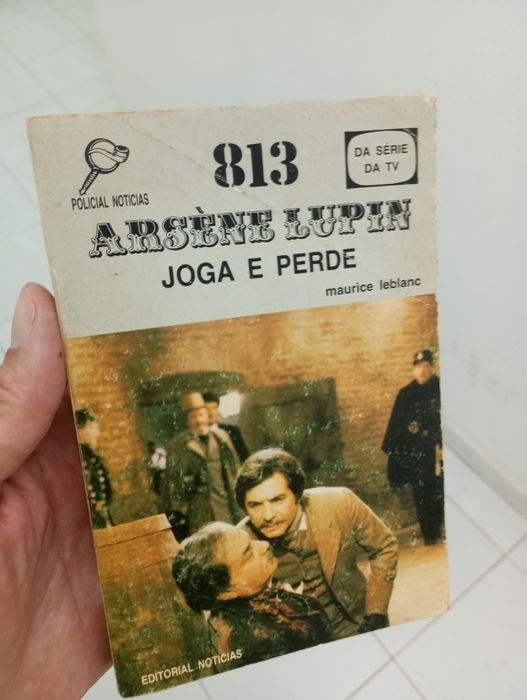 813
DA SÉRIE
DA TV
POLICIAL NOTICIAS
ARSÈNE LUPIN
JOGA E PERDE
maurice leblanc
EDITORIAL NOTICIAS